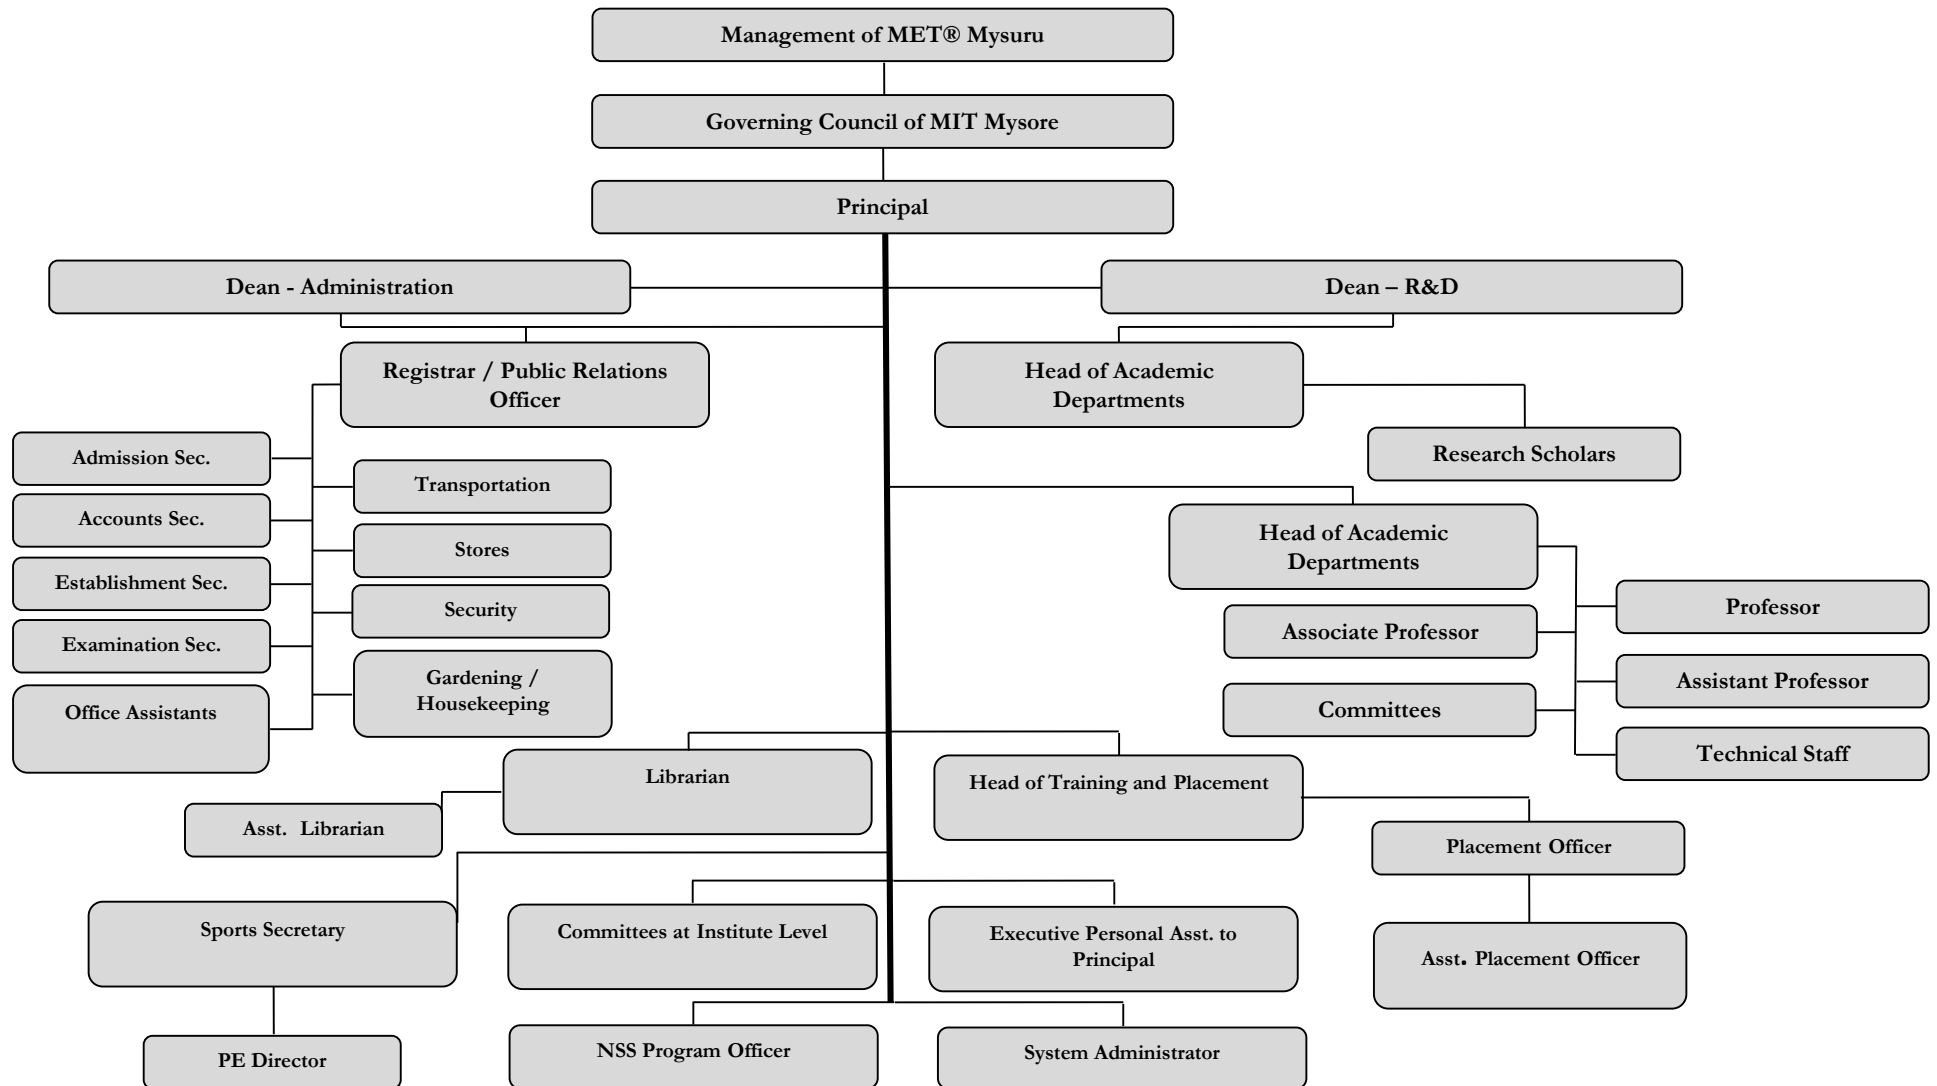 Management of MET® Mysuru
Governing Council of MIT Mysore
Principal
Dean - Administration
Dean – R&D
Registrar / Public Relations
Officer
Head of Academic
Departments
Research Scholars
Admission Sec.
Transportation
Accounts Sec.
Stores
Establishment Sec.
Security
Examination Sec.
Gardening /
Housekeeping
Office Assistants
Head of Academic
Departments
Professor
Associate Professor
Assistant Professor
Committees
Technical Staff
Librarian
Head of Training and Placement
Asst. Librarian
Placement Officer
Sports Secretary
Committees at Institute Level
Executive Personal Asst. to
Principal
Asst. Placement Officer
PE Director
NSS Program Officer
System Administrator